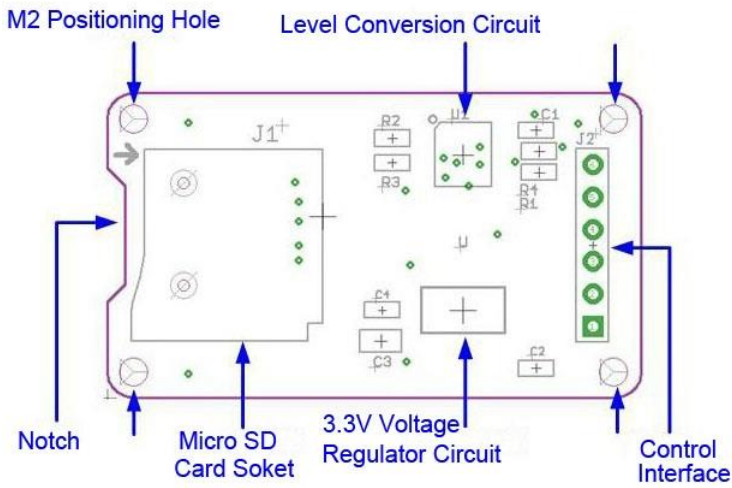 M2 Positioning Hole
Level Conversion Circuit
R2
U1
C1
J1
J2
R3
R4
R1
U
C4
C3
C2
1
Notch
Micro SD
Card Soket
3.3V Voltage
Regulator Circuit
Control
Interface